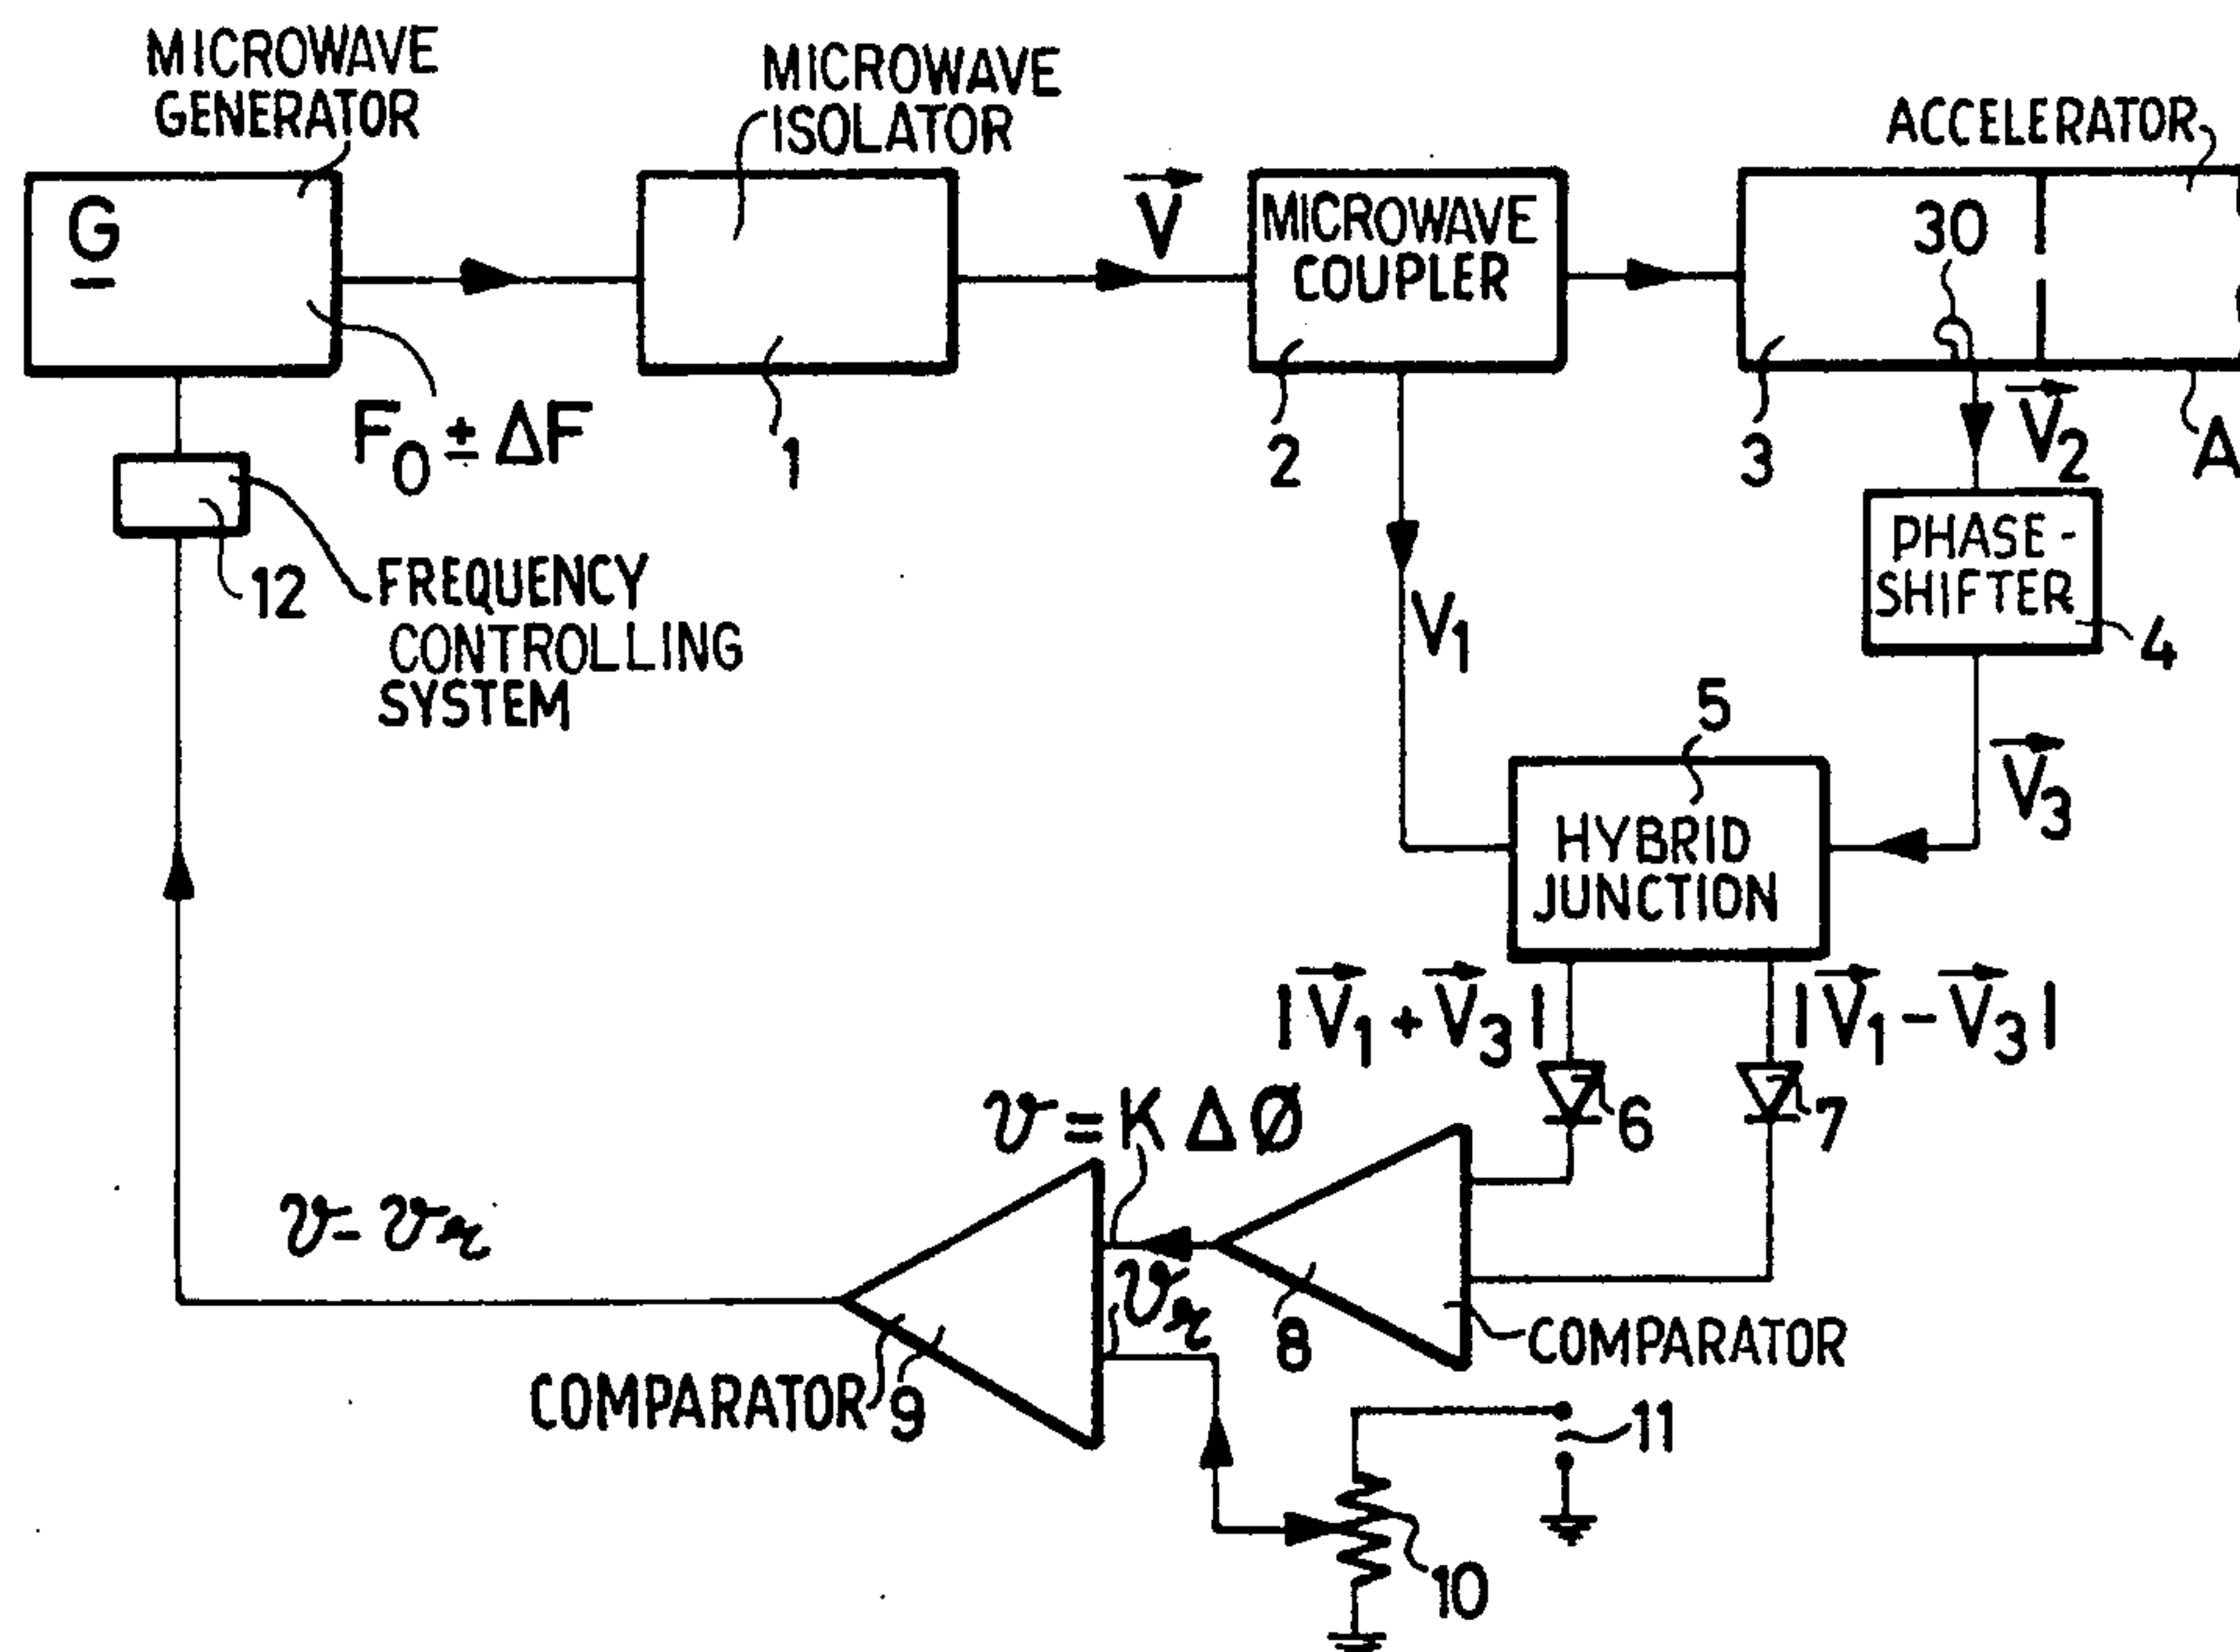 MICROWAVE
GENERATOR
MICROWAVE
ISOLATOR
ACCELERATOR
G
V
MICROWAVE
COUPLER
30
F0 ± ΔF
1
2
3
V2
A
12
FREQUENCY
CONTROLLING
SYSTEM
V1
PHASE-
SHIFTER
4
5
V3
HYBRID
JUNCTION
|V1 + V3|
|V1 - V3|
6
7
v = K Δ Ø
v - vr
vr
8
COMPARATOR
COMPARATOR
9
11
10